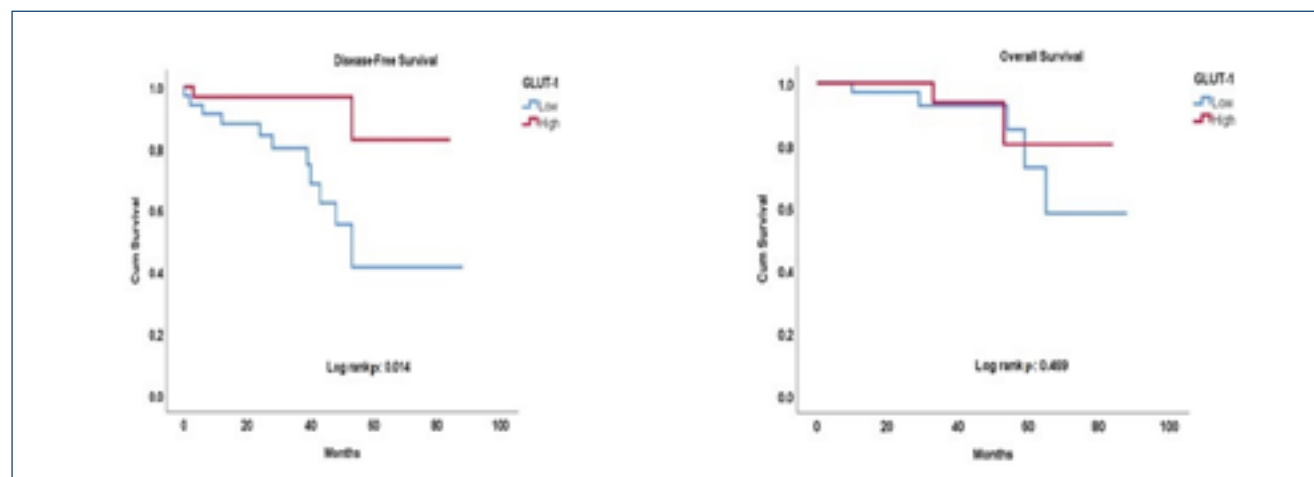 Disease-Free Survival
GLUT-1
Low
High
Cum Survival
1.0
0.8
0.6
0.4
0.2
0.0
Log rank p: 0.014
0 20 40 60 80 100
Months
Overall Survival
GLUT-1
Low
High
Cum Survival
1.0
0.8
0.6
0.4
0.2
0.0
Log rank p:
0 20 40 60 80 100
Months